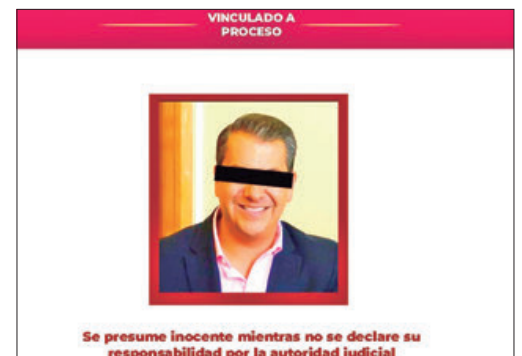 VINCULADO A
PROCESO
Se presume inocente mientras no se declare su
responsabilidad por la autoridad judicial